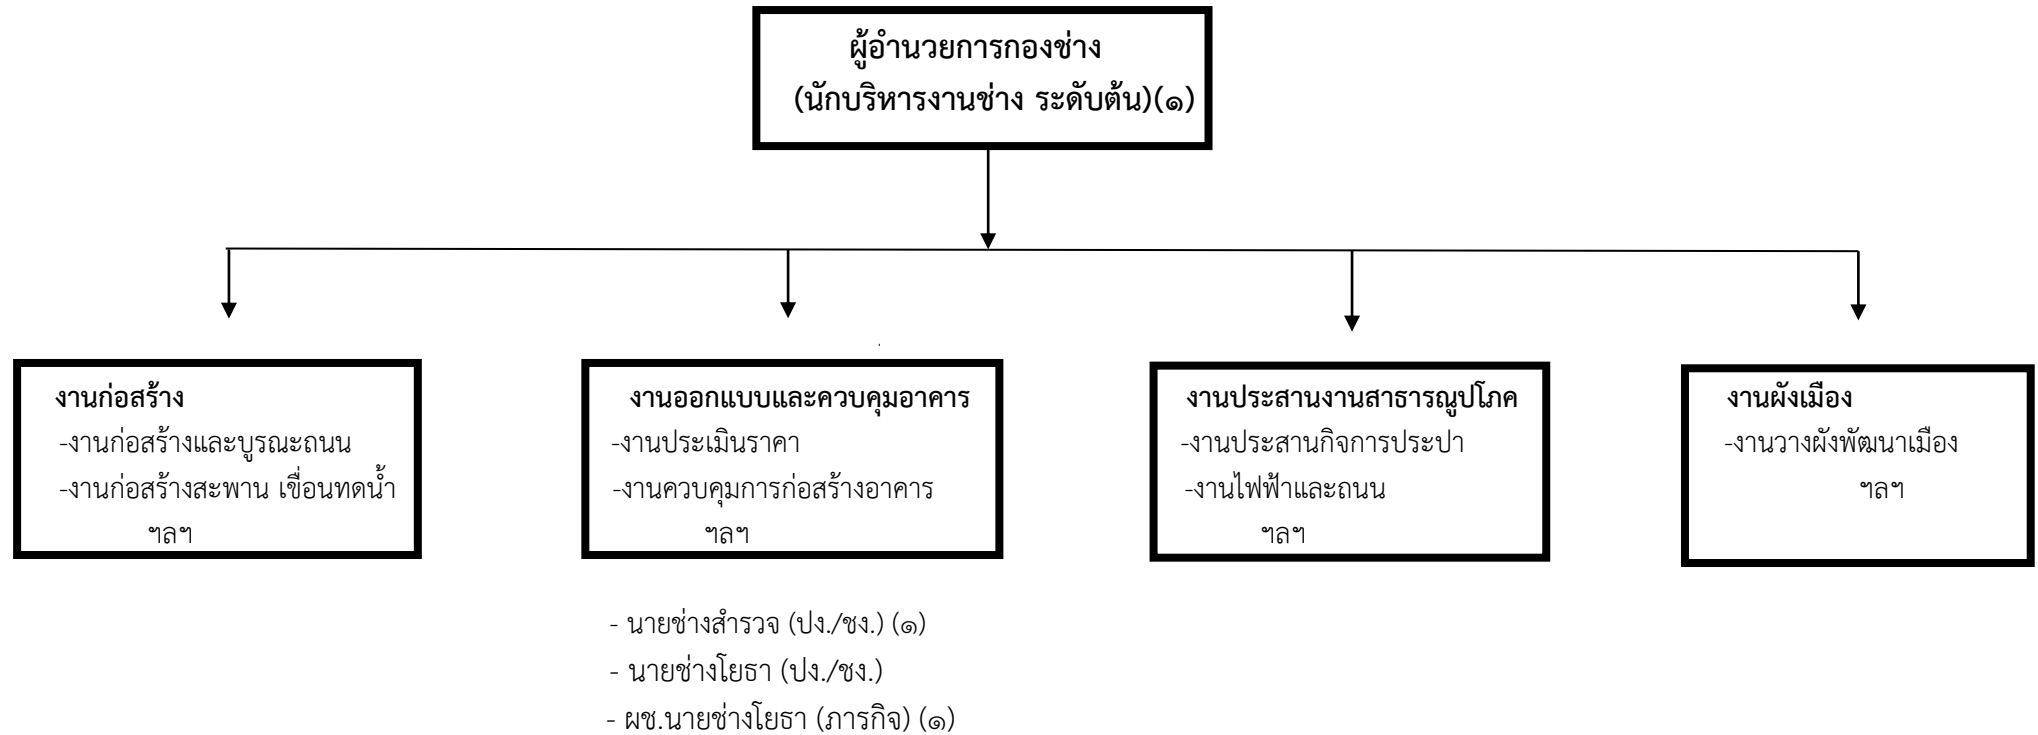 ผู้อำนวยการกองช่าง
(นักบริหารงานช่าง ระดับต้น)(๑)
งานก่อสร้าง
-งานก่อสร้างและบูรณะถนน
-งานก่อสร้างสะพาน เขื่อนทดน้ำ
ฯลฯ
งานออกแบบและควบคุมอาคาร
-งานประเมินราคา
-งานควบคุมการก่อสร้างอาคาร
ฯลฯ
งานประสานงานสาธารณูปโภค
-งานประสานกิจการประปา
-งานไฟฟ้าและถนน
ฯลฯ
งานผังเมือง
-งานวางผังพัฒนาเมือง
ฯลฯ
- นายช่างสำรวจ (ปง./ชง.) (๑)
- นายช่างโยธา (ปง./ชง.)
- ผช.นายช่างโยธา (ภารกิจ) (๑)